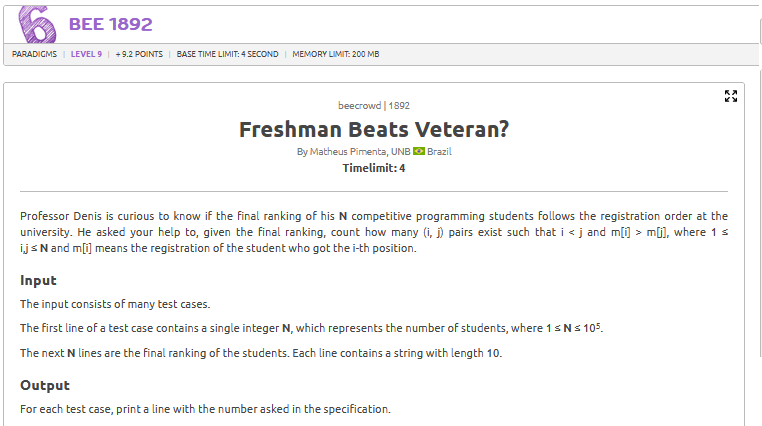 6 BEE 1892
PARADIGMS | LEVEL 9 | + 9.2 POINTS | BASE TIME LIMIT: 4 SECOND | MEMORY LIMIT: 200 MB
beecrowd | 1892
Freshman Beats Veteran?
By Matheus Pimenta, UNB Brazil
Timelimit: 4
Professor Denis is curious to know if the final ranking of his N competitive programming students follows the registration order at the
university. He asked your help to, given the final ranking, count how many (i, j) pairs exist such that i < j and m[i] > m[j], where 1 ≤
i,j ≤ N and m[i] means the registration of the student who got the i-th position.
Input
The input consists of many test cases.
The first line of a test case contains a single integer N, which represents the number of students, where 1 ≤ N ≤ 10⁵.
The next N lines are the final ranking of the students. Each line contains a string with length 10.
Output
For each test case, print a line with the number asked in the specification.